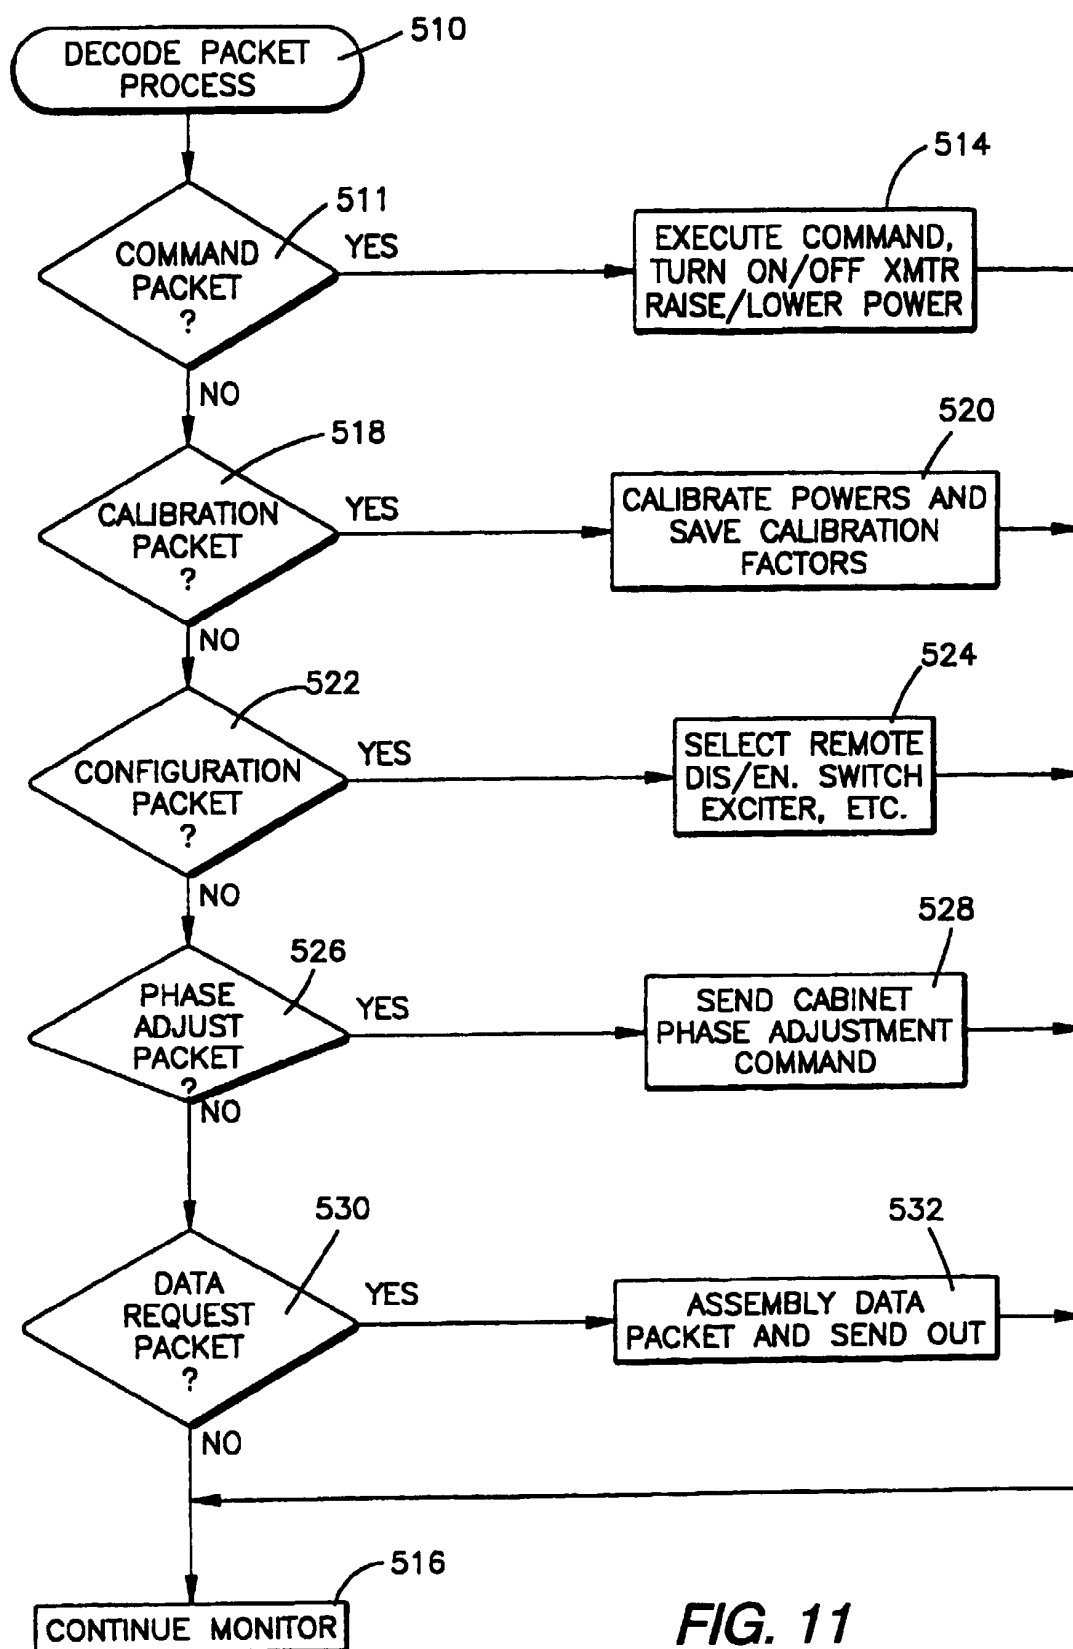 510
DECODE PACKET
PROCESS
514
511
COMMAND
PACKET
?
YES
EXECUTE COMMAND,
TURN ON/OFF XMTR
RAISE/LOWER POWER
NO
518
520
CALIBRATION
PACKET
?
YES
CALIBRATE POWERS AND
SAVE CALIBRATION
FACTORS
NO
522
524
CONFIGURATION
PACKET
?
YES
SELECT REMOTE
DIS/EN. SWITCH
EXCITER, ETC.
NO
526
528
PHASE
ADJUST
PACKET
?
YES
SEND CABINET
PHASE ADJUSTMENT
COMMAND
NO
530
532
DATA
REQUEST
PACKET
?
YES
ASSEMBLY DATA
PACKET AND SEND OUT
NO
516
CONTINUE MONITOR
FIG. 11